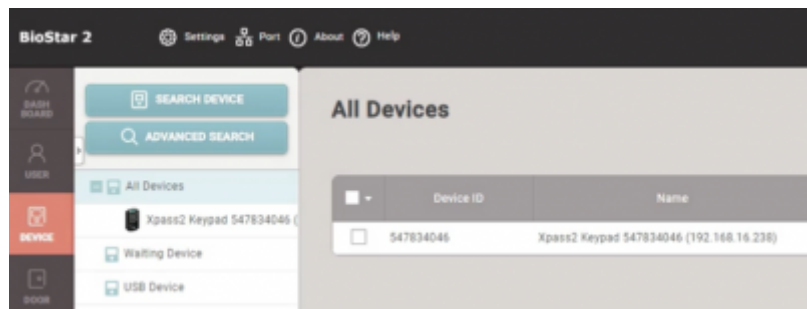 BioStar 2 Settings Port About Help
DASH
BOARD
USER
DEVICE
DOOR
SEARCH DEVICE
ADVANCED SEARCH
All Devices
Xpass2 Keypad 547834046 (
Waiting Device
USB Device
All Devices
Device ID Name
547834046 Xpass2 Keypad 547834046 (192.168.16.238)